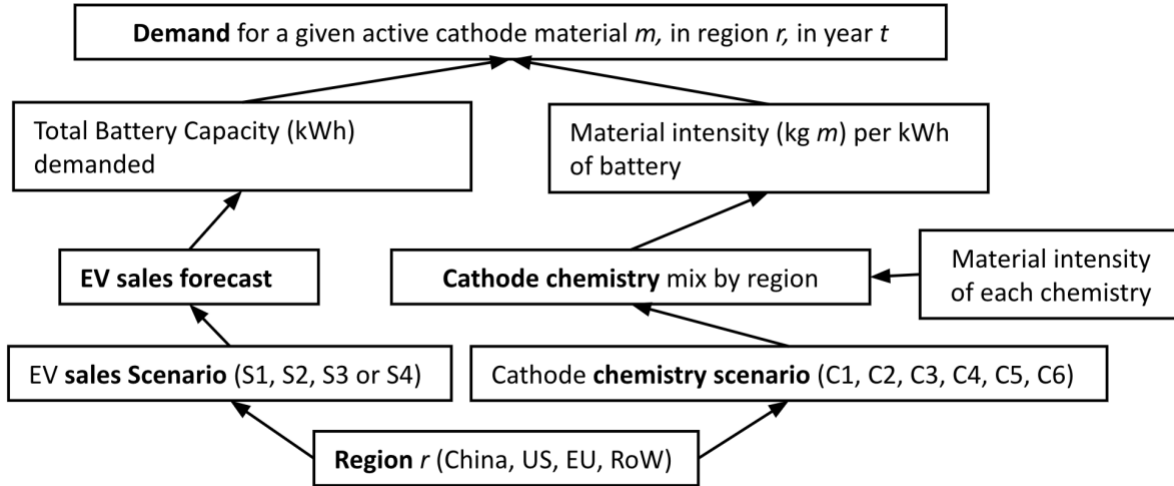 Demand for a given active cathode material m, in region r, in year t
Total Battery Capacity (kWh)
demanded
Material intensity (kg m) per kWh
of battery
EV sales forecast
Cathode chemistry mix by region
Material intensity
of each chemistry
EV sales Scenario (S1, S2, S3 or S4)
Cathode chemistry scenario (C1, C2, C3, C4, C5, C6)
Region r (China, US, EU, RoW)